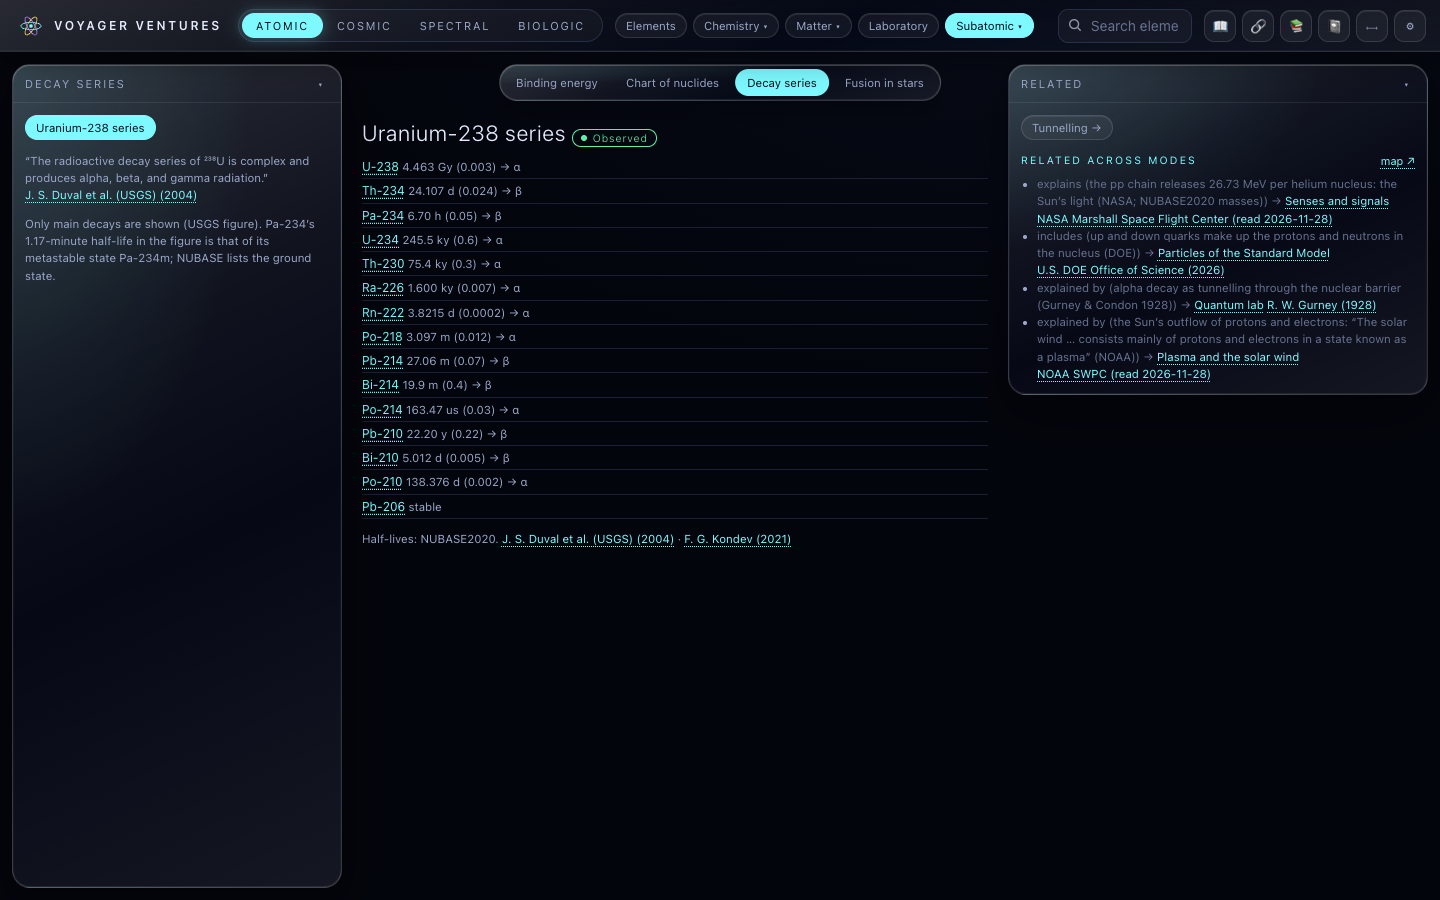 VOYAGER VENTURES
ATOMIC COSMIC SPECTRAL BIOLOGIC
Elements Chemistry ▾ Matter ▾ Laboratory Subatomic ▾
Search eleme
DECAY SERIES ▾
Uranium-238 series
“The radioactive decay series of ²³⁸U is complex and
produces alpha, beta, and gamma radiation.”
J. S. Duval et al. (USGS) (2004)
Only main decays are shown (USGS figure). Pa-234’s
1.17-minute half-life in the figure is that of its
metastable state Pa-234m; NUBASE lists the ground
state.
Binding energy Chart of nuclides Decay series Fusion in stars
Uranium-238 series ● Observed
U-238 4.463 Gy (0.003) → α
Th-234 24.107 d (0.024) → β
Pa-234 6.70 h (0.05) → β
U-234 245.5 ky (0.6) → α
Th-230 75.4 ky (0.3) → α
Ra-226 1.600 ky (0.007) → α
Rn-222 3.8215 d (0.0002) → α
Po-218 3.097 m (0.012) → α
Pb-214 27.06 m (0.07) → β
Bi-214 19.9 m (0.4) → β
Po-214 163.47 us (0.03) → α
Pb-210 22.20 y (0.22) → β
Bi-210 5.012 d (0.005) → β
Po-210 138.376 d (0.002) → α
Pb-206 stable
Half-lives: NUBASE2020. J. S. Duval et al. (USGS) (2004) · F. G. Kondev (2021)
RELATED ▾
Tunnelling →
RELATED ACROSS MODES map ↗
• explains (the pp chain releases 26.73 MeV per helium nucleus: the
Sun’s light (NASA; NUBASE2020 masses)) → Senses and signals
NASA Marshall Space Flight Center (read 2026-11-28)
• includes (up and down quarks make up the protons and neutrons in
the nucleus (DOE)) → Particles of the Standard Model
U.S. DOE Office of Science (2026)
• explained by (alpha decay as tunnelling through the nuclear barrier
(Gurney & Condon 1928)) → Quantum lab R. W. Gurney (1928)
• explained by (the Sun’s outflow of protons and electrons: “The solar
wind … consists mainly of protons and electrons in a state known as
a plasma” (NOAA)) → Plasma and the solar wind
NOAA SWPC (read 2026-11-28)